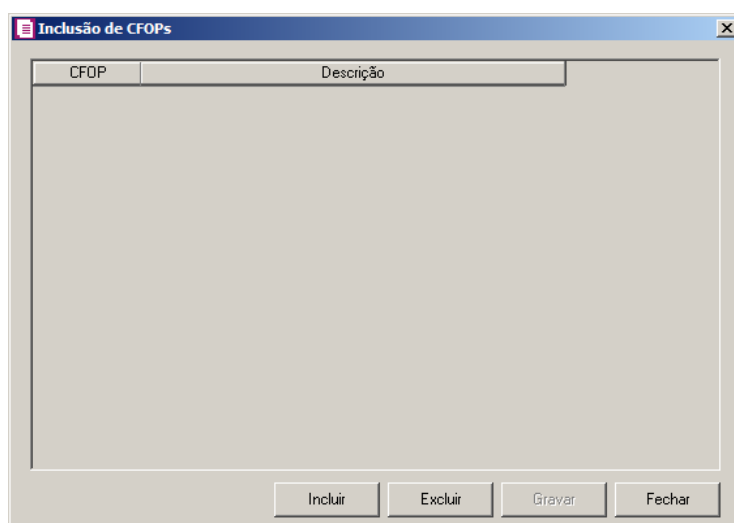 Inclusão de CFOPs
CFOP Descrição
Incluir Excluir Gravar Fechar